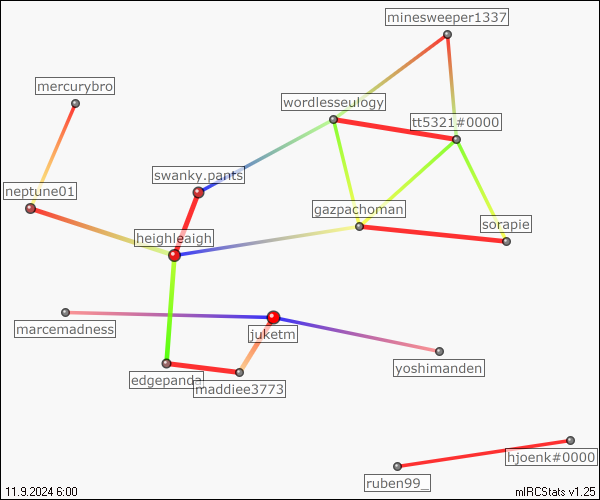 minesweeper1337
mercurybro
wordlesseulogy
tt5321#0000
swanky.pants
neptune01
gazpachoman
sorapie
heighleaigh
marcemadness
juketm
yoshimanden
edgepanda
maddiee3773
hjoenk#0000
ruben99_
11.9.2024 6:00
mIRCStats v1.25